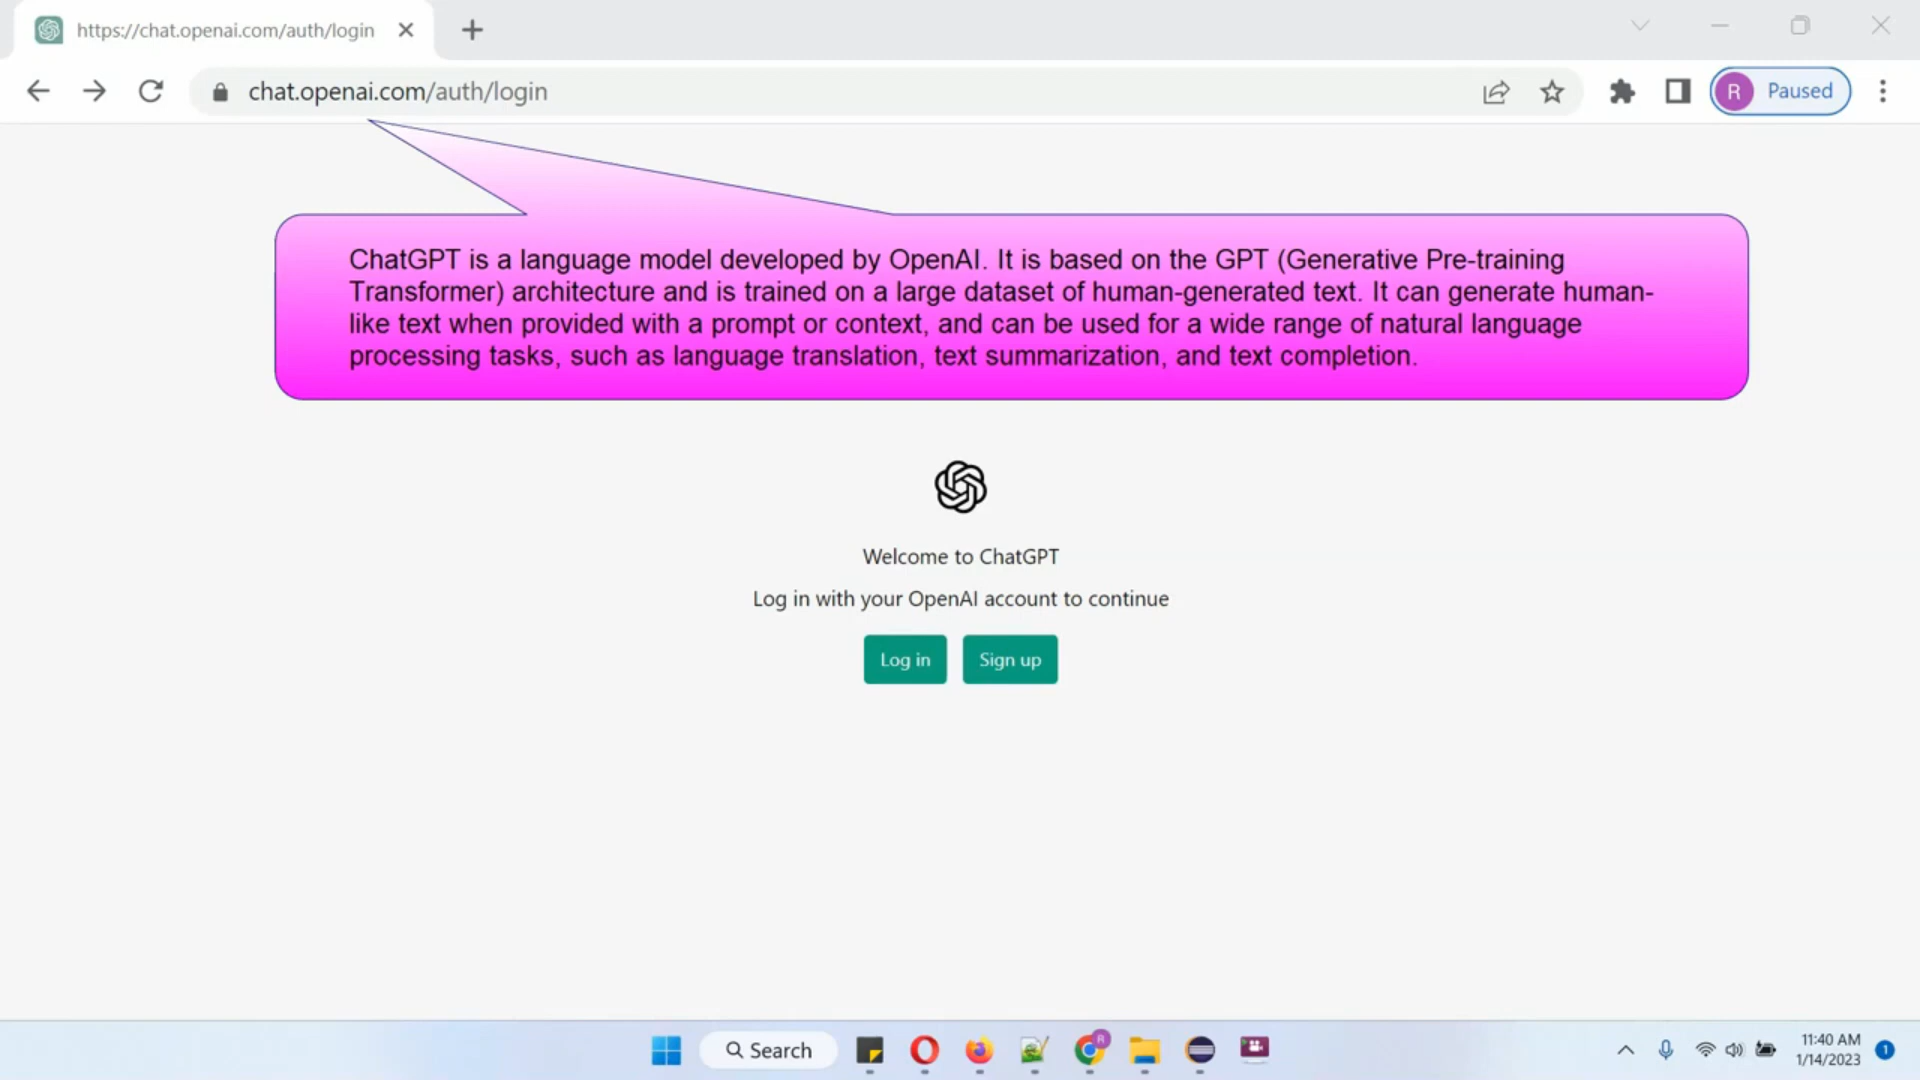 https://chat.openai.com/auth/login
chat.openai.com/auth/login
R
Paused
ChatGPT is a language model developed by OpenAI. It is based on the GPT (Generative Pre-training
Transformer) architecture and is trained on a large dataset of human-generated text. It can generate human-
like text when provided with a prompt or context, and can be used for a wide range of natural language
processing tasks, such as language translation, text summarization, and text completion.
Welcome to ChatGPT
Log in with your OpenAI account to continue
Log in
Sign up
Search
R
11:40 AM
1/14/2023
1